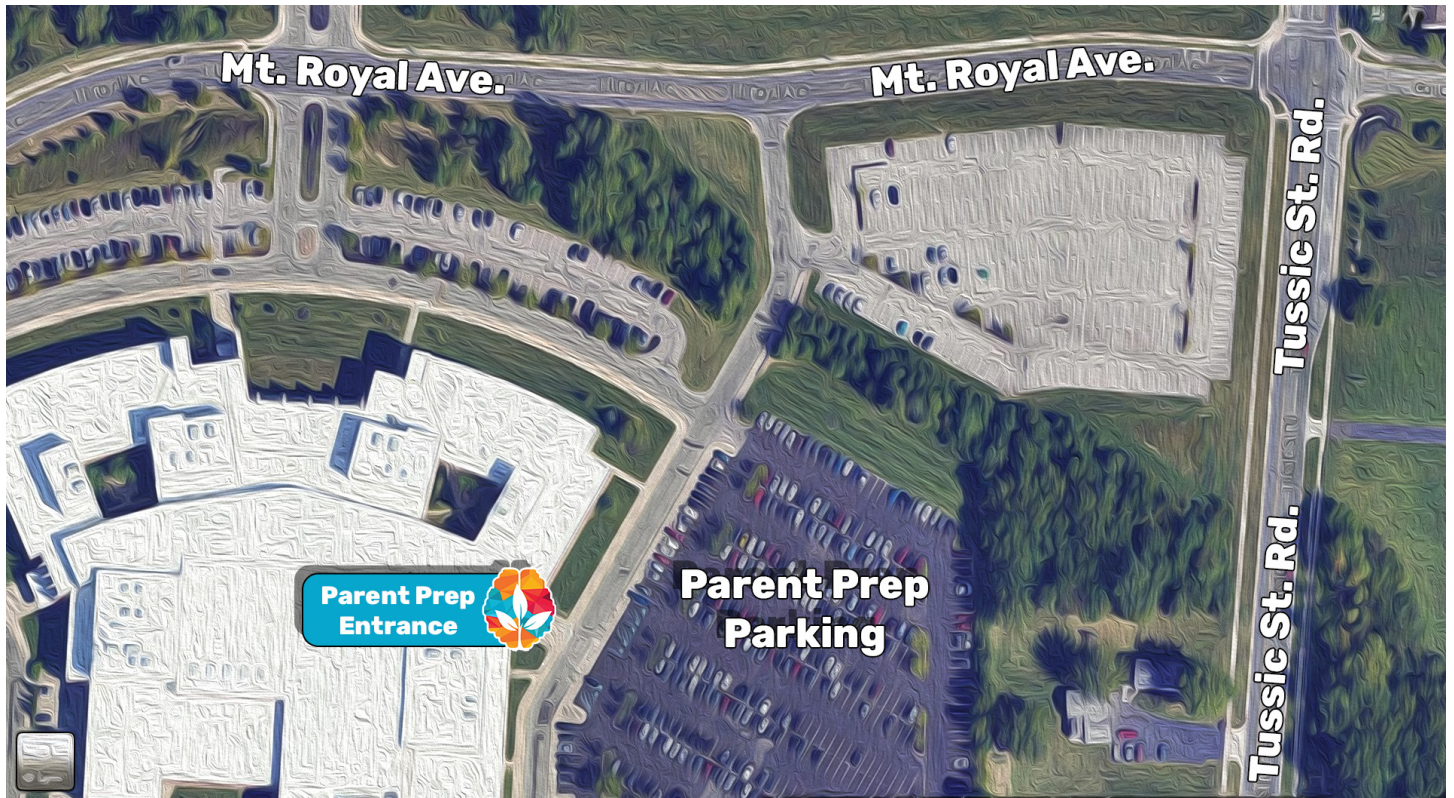 Mt. Royal Ave.
Mt. Royal Ave.
Tussic St. Rd.
Parent Prep
Entrance
Parent Prep
Parking
Tussic St. Rd.